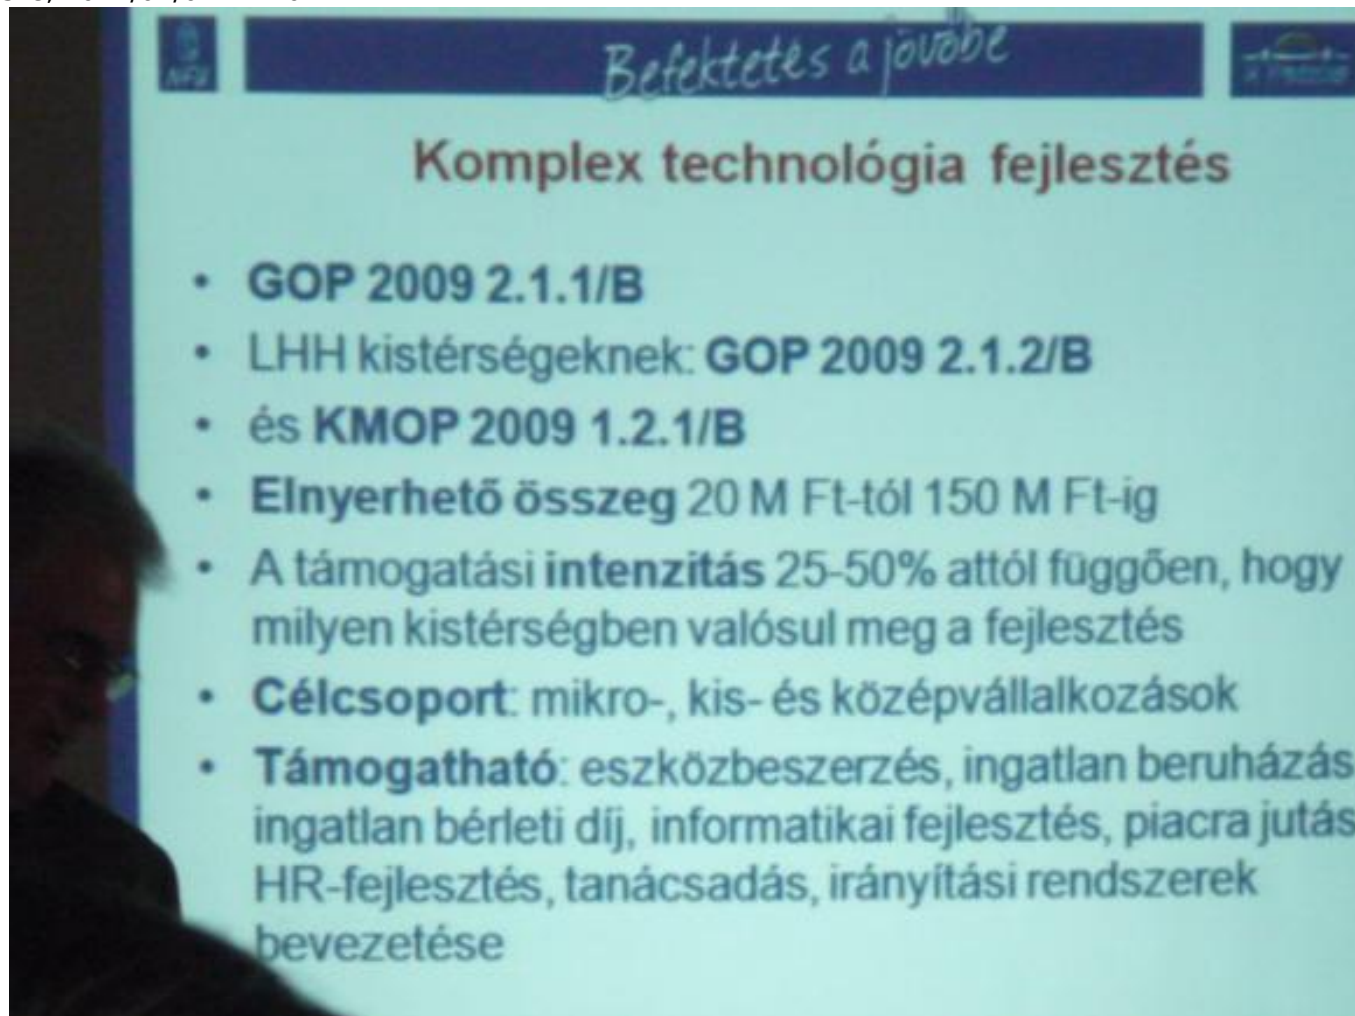 NFÜ
Befektetés a jövőbe
Komplex technológia fejlesztés
• GOP 2009 2.1.1/B
• LHH kistérségeknek: GOP 2009 2.1.2/B
• és KMOP 2009 1.2.1/B
• Elnyerhető összeg 20 M Ft-tól 150 M Ft-ig
• A támogatási intenzitás 25-50% attól függően, hogy
milyen kistérségben valósul meg a fejlesztés
• Célcsoport: mikro-, kis- és középvállalkozások
• Támogatható: eszközbeszerzés, ingatlan beruházás
ingatlan bérleti díj, informatikai fejlesztés, piacra jutás
HR-fejlesztés, tanácsadás, irányítási rendszerek
bevezetése